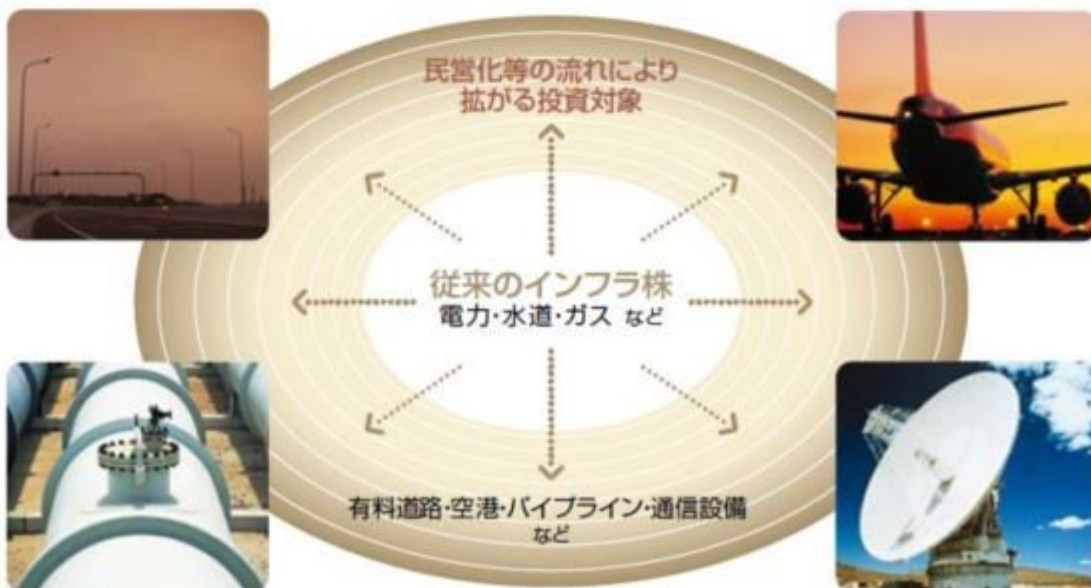 民営化等の流れにより
拡がる投資対象
従来のインフラ株
電力・水道・ガス など
有料道路・空港・パイプライン・通信設備
など